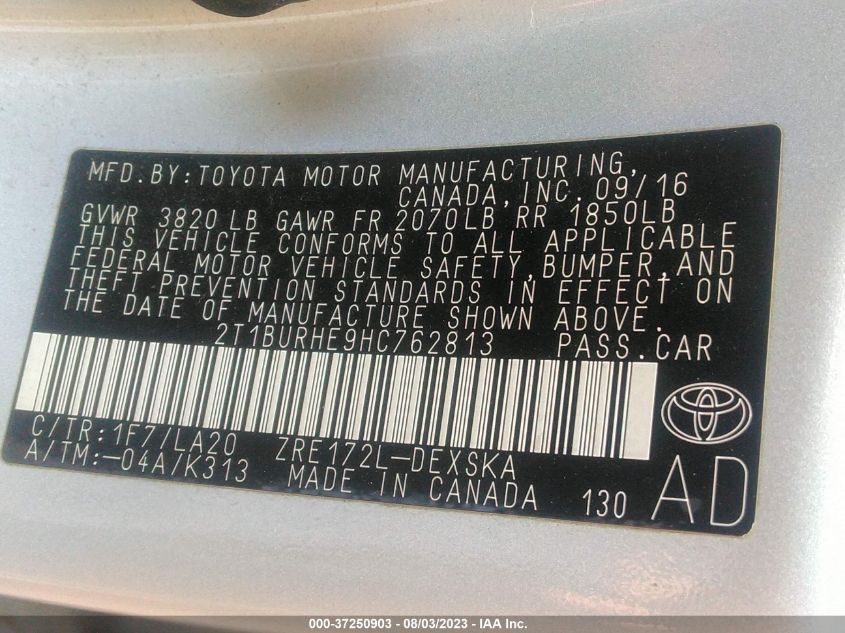 MFD.BY:TOYOTA MOTOR MANUFACTURING,
CANADA,INC. 09/16
GVWR 3820 LB GAWR FR 2070LB RR 1850LB
THIS VEHICLE CONFORMS TO ALL APPLICABLE
FEDERAL MOTOR VEHICLE SAFETY,BUMPER,AND
THEFT PREVENTION STANDARDS IN EFFECT ON
THE DATE OF MANUFACTURE SHOWN ABOVE.
2T1BURHE9HC762813 PASS.CAR
C/TR:1F7/LA20 ZRE172L-DEXSKA
A/TM:-04A/K313 MADE IN CANADA 130 AD
000-37250903 - 08/03/2023 - IAA Inc.